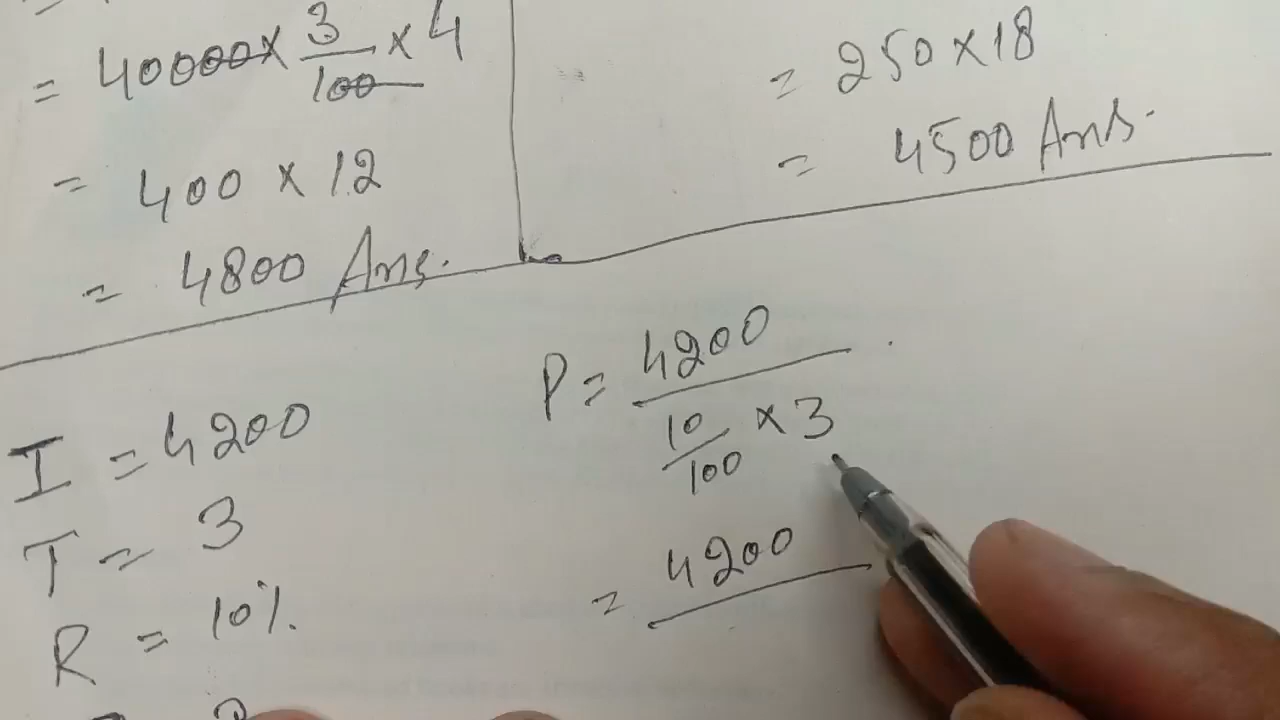 = 40000 × 3/100 × 4
= 400 × 12
= 4800 Ans.
= 250 × 18
= 4500 Ans.
I = 4200
T = 3
R = 10%
P = 4200 / (10/100 × 3)
= 4200